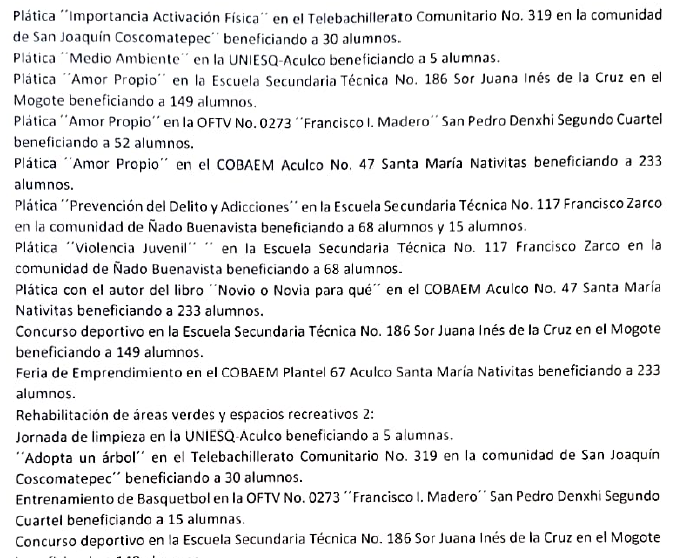 Plática ´´Importancia Activación Física´´ en el Telebachillerato Comunitario No. 319 en la comunidad
de San Joaquín Coscomatepec´´ beneficiando a 30 alumnos.
Plática ´´Medio Ambiente´´ en la UNIESQ-Aculco beneficiando a 5 alumnas.
Plática ´´Amor Propio´´ en la Escuela Secundaria Técnica No. 186 Sor Juana Inés de la Cruz en el
Mogote beneficiando a 149 alumnos.
Plática ´´Amor Propio´´ en la OFTV No. 0273 ´´Francisco I. Madero´´ San Pedro Denxhi Segundo Cuartel
beneficiando a 52 alumnos.
Plática ´´Amor Propio´´ en el COBAEM Aculco No. 47 Santa María Nativitas beneficiando a 233
alumnos.
Plática ´´Prevención del Delito y Adicciones´´ en la Escuela Secundaria Técnica No. 117 Francisco Zarco
en la comunidad de Ñado Buenavista beneficiando a 68 alumnos y 15 alumnos.
Plática ´´Violencia Juvenil´´ ´´ en la Escuela Secundaria Técnica No. 117 Francisco Zarco en la
comunidad de Ñado Buenavista beneficiando a 68 alumnos.
Plática con el autor del libro ´´Novio o Novia para qué´´ en el COBAEM Aculco No. 47 Santa María
Nativitas beneficiando a 233 alumnos.
Concurso deportivo en la Escuela Secundaria Técnica No. 186 Sor Juana Inés de la Cruz en el Mogote
beneficiando a 149 alumnos.
Feria de Emprendimiento en el COBAEM Plantel 67 Aculco Santa María Nativitas beneficiando a 233
alumnos.
Rehabilitación de áreas verdes y espacios recreativos 2:
Jornada de limpieza en la UNIESQ-Aculco beneficiando a 5 alumnas.
´´Adopta un árbol´´ en el Telebachillerato Comunitario No. 319 en la comunidad de San Joaquín
Coscomatepec´´ beneficiando a 30 alumnos.
Entrenamiento de Basquetbol en la OFTV No. 0273 ´´Francisco I. Madero´´ San Pedro Denxhi Segundo
Cuartel beneficiando a 15 alumnas.
Concurso deportivo en la Escuela Secundaria Técnica No. 186 Sor Juana Inés de la Cruz en el Mogote